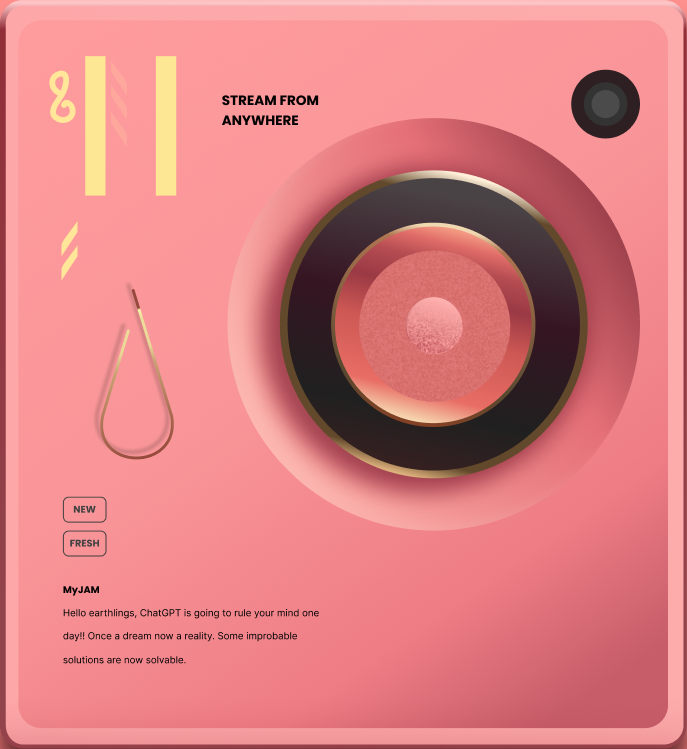 STREAM FROM
ANYWHERE
NEW
FRESH
MyJAM
Hello earthlings, ChatGPT is going to rule your mind one
day!! Once a dream now a reality. Some improbable
solutions are now solvable.